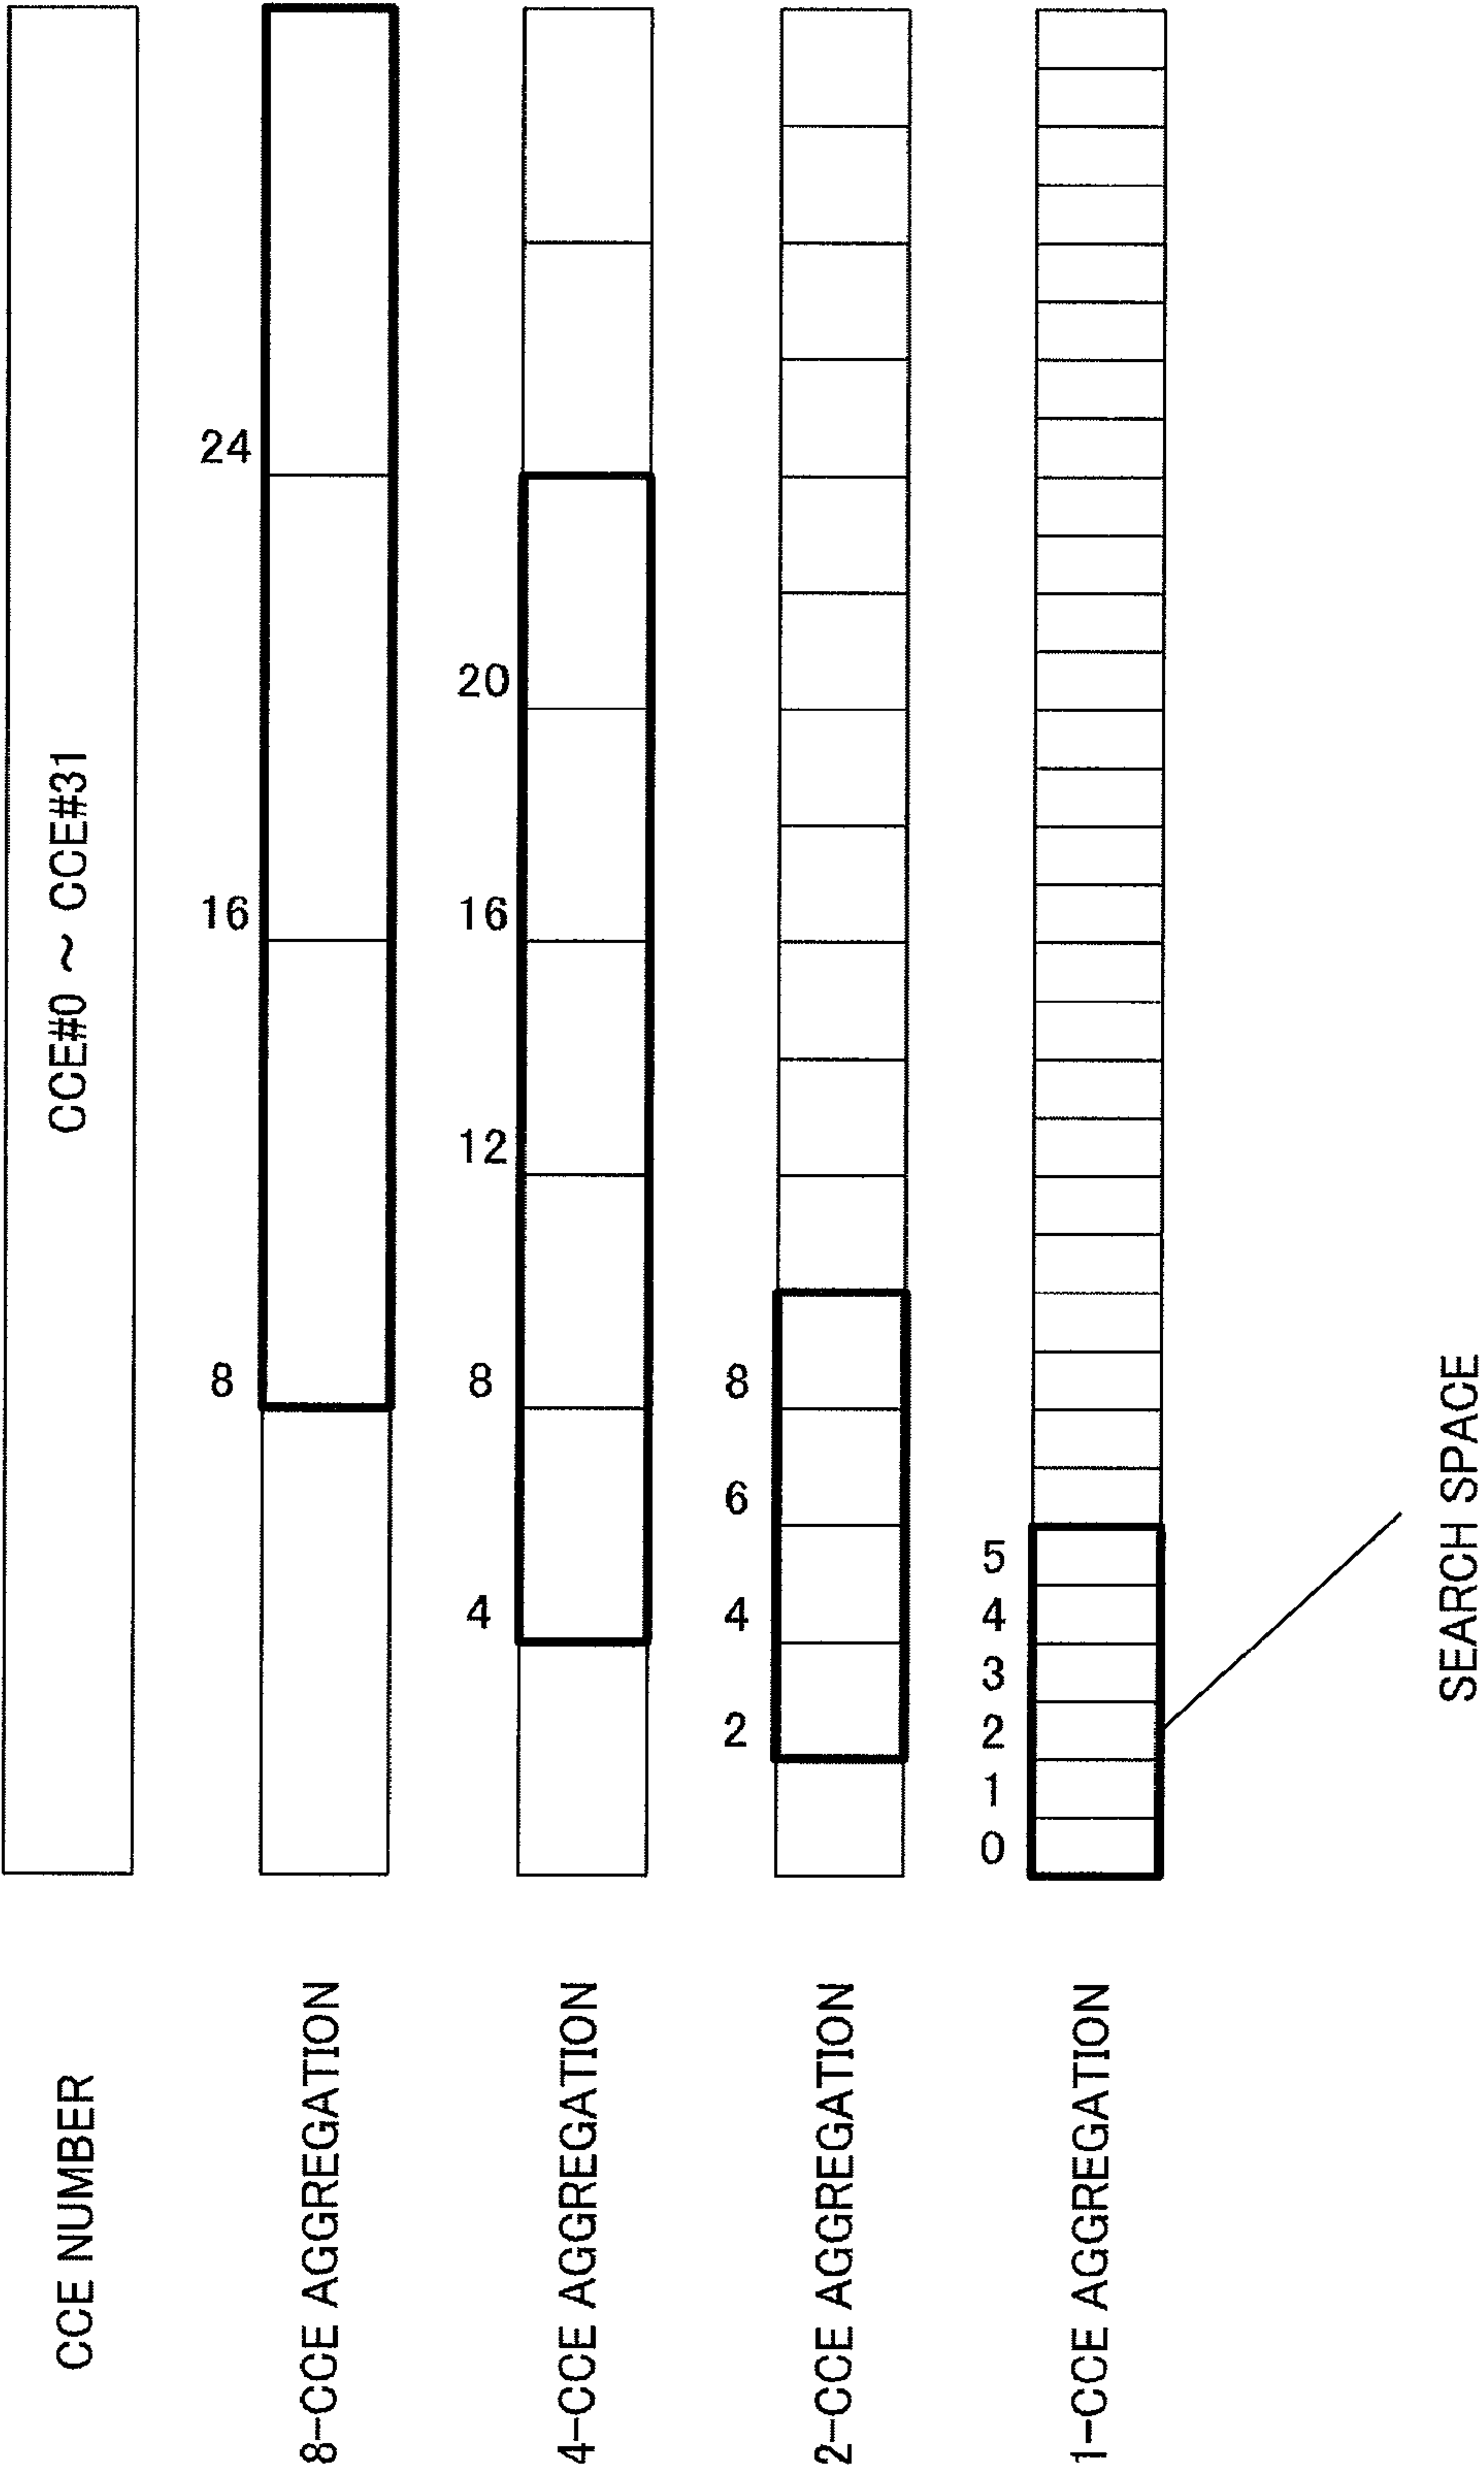 CCE NUMBER
CCE#0 ~ CCE#31
8-CCE AGGREGATION
8
16
24
4-CCE AGGREGATION
4
8
12
16
20
2-CCE AGGREGATION
2
4
6
8
1-CCE AGGREGATION
0
1
2
3
4
5
SEARCH SPACE